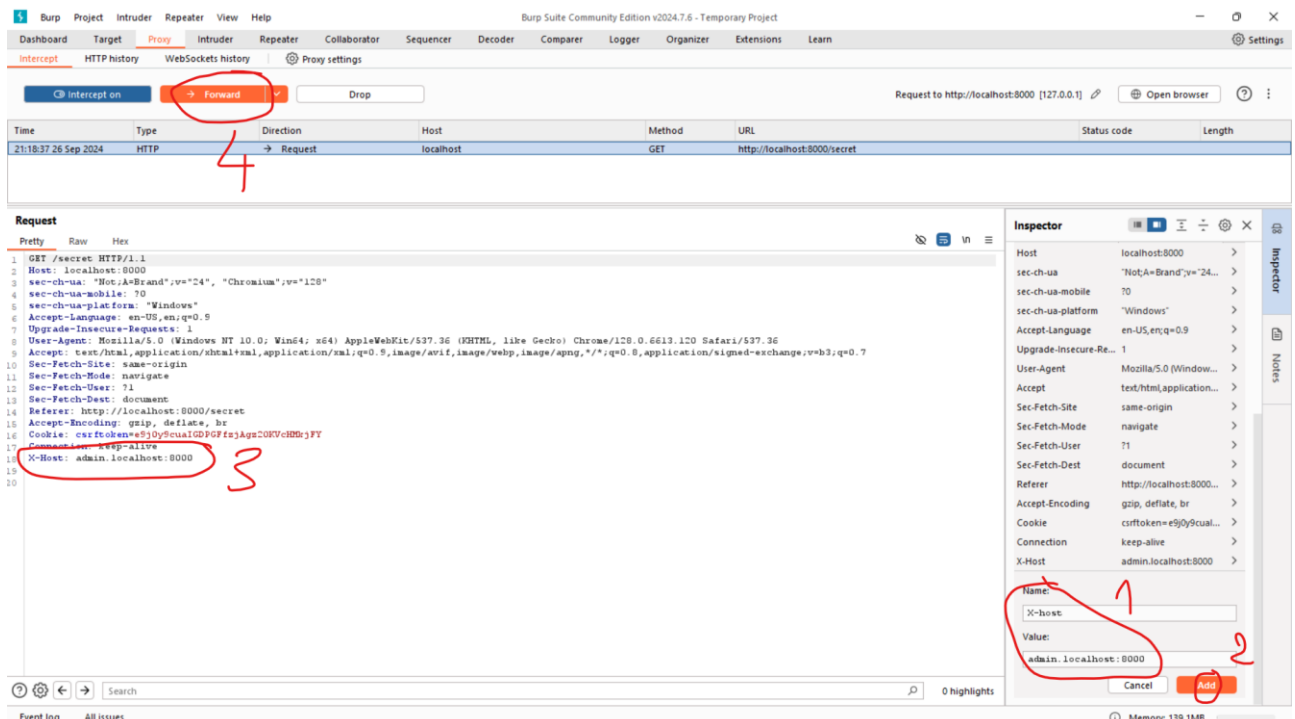 Burp Project Intruder Repeater View Help Burp Suite Community Edition v2024.7.6 - Temporary Project
Dashboard Target Proxy Intruder Repeater Collaborator Sequencer Decoder Comparer Logger Organizer Extensions Learn Settings
Intercept HTTP history WebSockets history Proxy settings
Intercept on → Forward Drop Request to http://localhost:8000 [127.0.0.1] Open browser
4
Time Type Direction Host Method URL Status code Length
21:18:37 26 Sep 2024 HTTP → Request localhost GET http://localhost:8000/secret
Request
Pretty Raw Hex \n
1 GET /secret HTTP/1.1
2 Host: localhost:8000
3 sec-ch-ua: "Not;A=Brand";v="24", "Chromium";v="128"
4 sec-ch-ua-mobile: ?0
5 sec-ch-ua-platform: "Windows"
6 Accept-Language: en-US,en;q=0.9
7 Upgrade-Insecure-Requests: 1
8 User-Agent: Mozilla/5.0 (Windows NT 10.0; Win64; x64) AppleWebKit/537.36 (KHTML, like Gecko) Chrome/128.0.6613.120 Safari/537.36
9 Accept: text/html,application/xhtml+xml,application/xml;q=0.9,image/avif,image/webp,image/apng,*/*;q=0.8,application/signed-exchange;v=b3;q=0.7
10 Sec-Fetch-Site: same-origin
11 Sec-Fetch-Mode: navigate
12 Sec-Fetch-User: ?1
13 Sec-Fetch-Dest: document
14 Referer: http://localhost:8000/secret
15 Accept-Encoding: gzip, deflate, br
16 Cookie: 
17 Connection: keep-alive
18 X-Host: admin.localhost:8000
19
20
3
Search 0 highlights
Inspector
Host localhost:8000
sec-ch-ua "Not;A=Brand";v="24...
sec-ch-ua-mobile ?0
sec-ch-ua-platform "Windows"
Accept-Language en-US,en;q=0.9
Upgrade-Insecure-Re... 1
User-Agent Mozilla/5.0 (Window...
Accept text/html,application...
Sec-Fetch-Site same-origin
Sec-Fetch-Mode navigate
Sec-Fetch-User ?1
Sec-Fetch-Dest document
Referer http://localhost:8000...
Accept-Encoding gzip, deflate, br
Cookie csrftoken=e9j0y9cual...
Connection keep-alive
X-Host admin.localhost:8000
Name: 1
X-host
Value:
admin.localhost:8000 2
Cancel Add
Inspector
Notes
Event log All issues Memory: 139.1MB